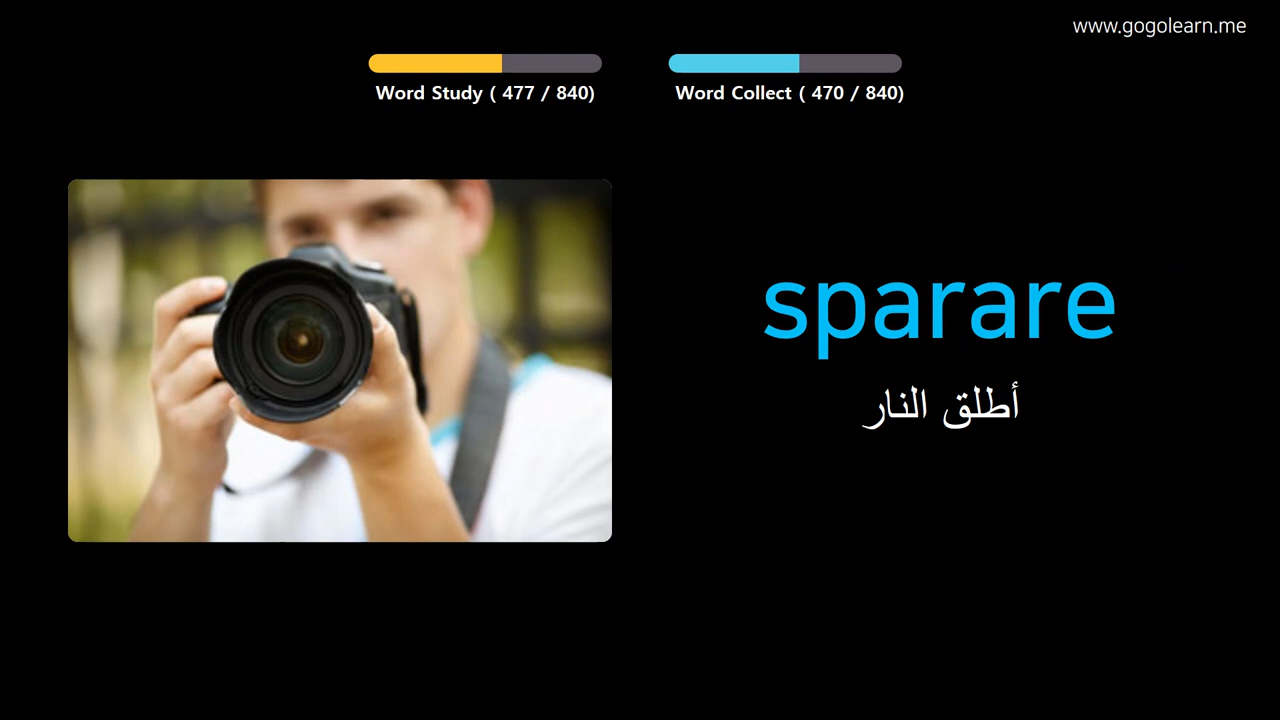 www.gogolearn.me
Word Study ( 477 / 840)
Word Collect ( 470 / 840)
sparare
أطلق النار